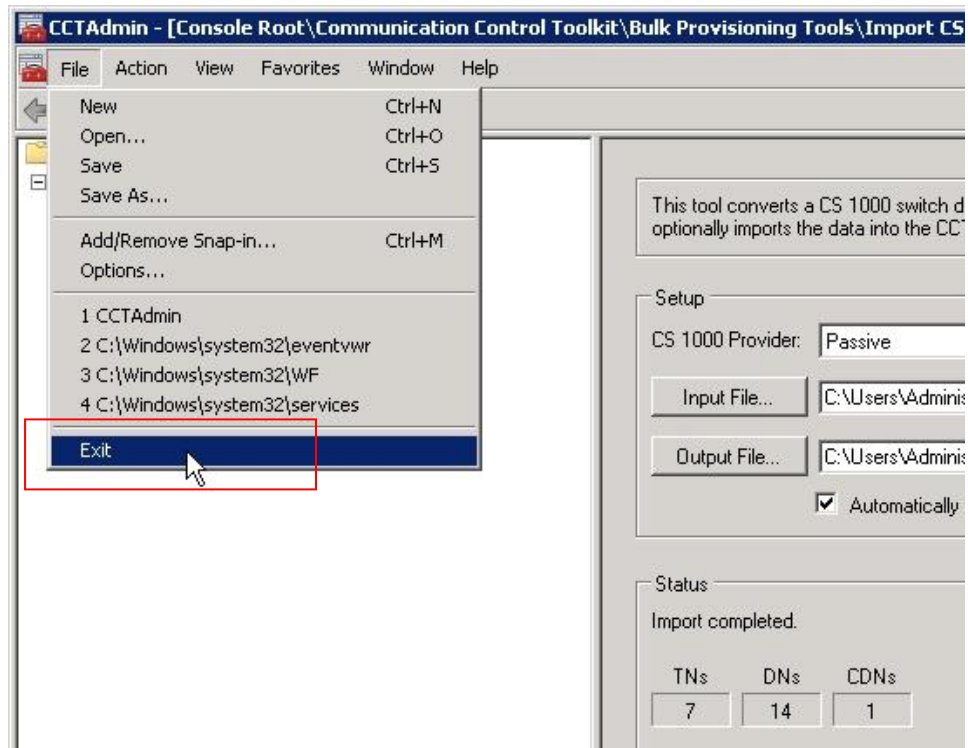 CCTAdmin - [Console Root\Communication Control Toolkit\Bulk Provisioning Tools\Import CS
File Action View Favorites Window Help
New Ctrl+N
Open... Ctrl+O
Save Ctrl+S
Save As...
Add/Remove Snap-in... Ctrl+M
Options...
1 CCTAdmin
2 C:\Windows\system32\eventvwr
3 C:\Windows\system32\WF
4 C:\Windows\system32\services
Exit
This tool converts a CS 1000 switch d
optionally imports the data into the CCT
Setup
CS 1000 Provider: Passive
Input File... C:\Users\Adminis
Output File... C:\Users\Adminis
Automatically
Status
Import completed.
TNs DNs CDNs
7 14 1